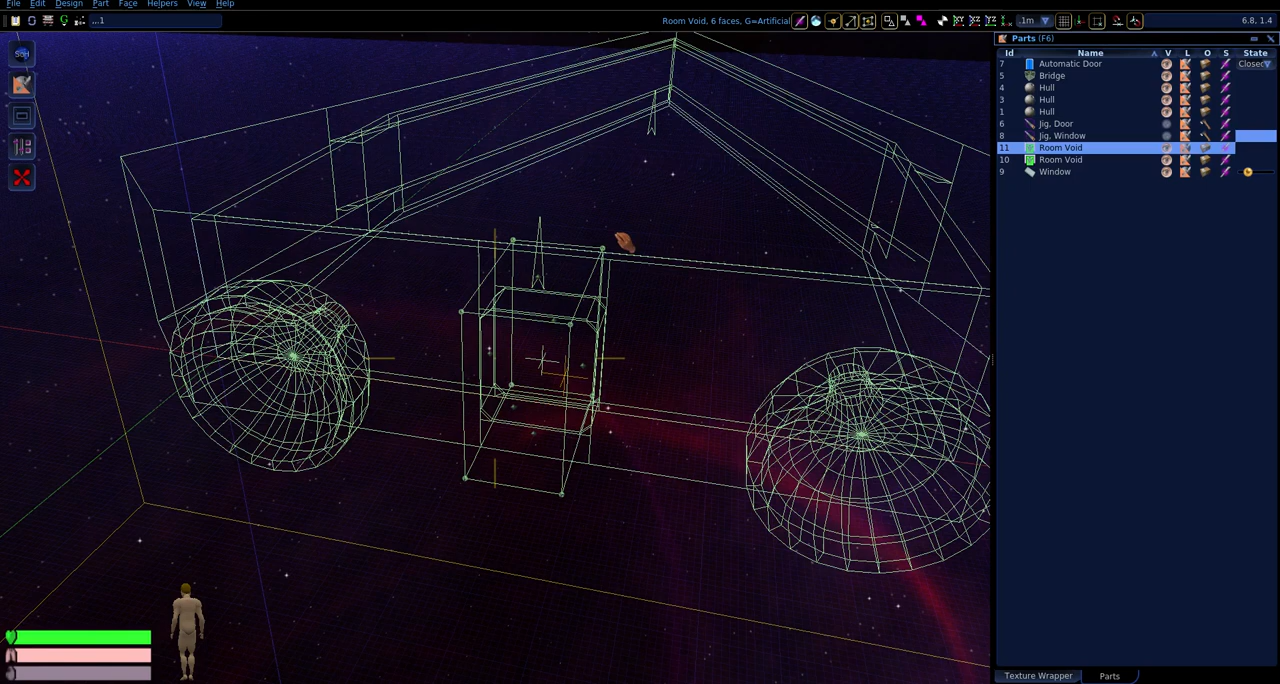 File Edit Design Part Face Helpers View Help
...1
Room Void, 6 faces, G=Artificial
1m
6.8, 1.4
Parts (F6)
Id Name V L O S State
7 Automatic Door Closed
5 Bridge
4 Hull
3 Hull
1 Hull
6 Jig, Door
8 Jig, Window
11 Room Void
10 Room Void
9 Window
Texture Wrapper Parts